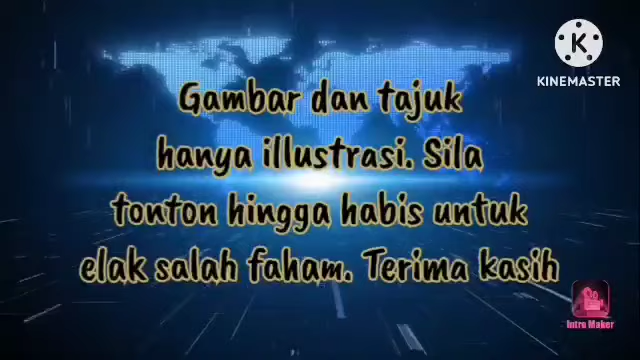 KINEMASTER
Gambar dan tajuk
hanya illustrasi. Sila
tonton hingga habis untuk
elak salah faham. Terima kasih
Intro Maker